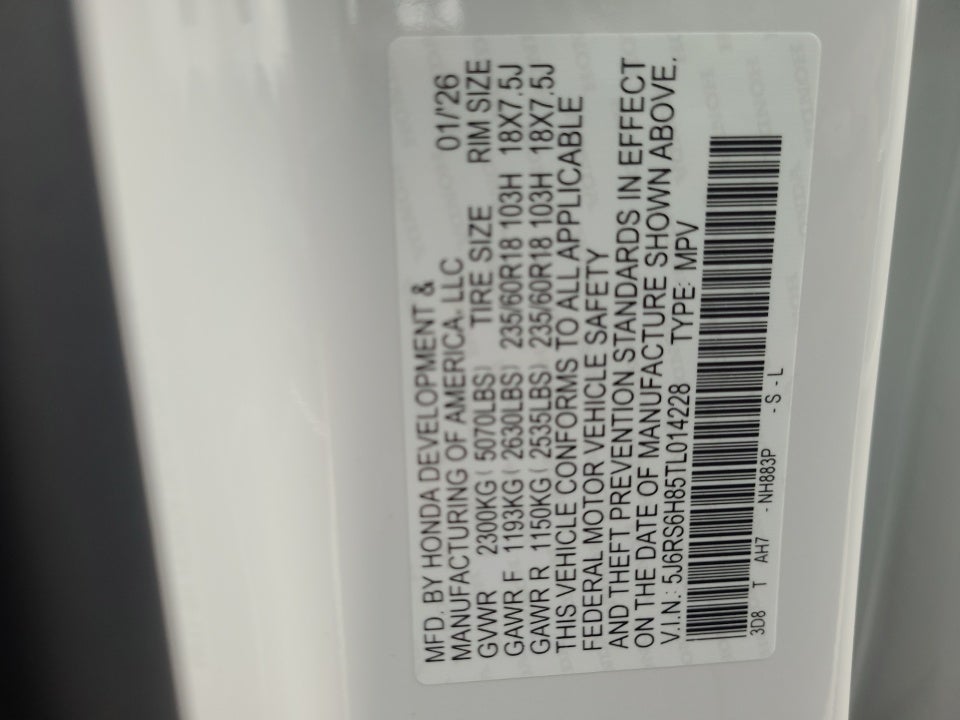 MFD. BY HONDA DEVELOPMENT &
MANUFACTURING OF AMERICA, LLC 01/'26
GVWR 2300KG ( 5070LBS) TIRE SIZE RIM SIZE
GAWR F 1193KG ( 2630LBS) 235/60R18 103H 18X7.5J
GAWR R 1150KG ( 2535LBS) 235/60R18 103H 18X7.5J
THIS VEHICLE CONFORMS TO ALL APPLICABLE
FEDERAL MOTOR VEHICLE SAFETY
AND THEFT PREVENTION STANDARDS IN EFFECT
ON THE DATE OF MANUFACTURE SHOWN ABOVE.
V.I.N.: 5J6RS6H85TL014228 TYPE: MPV
3D8 T AH7 - NH883P - S - L